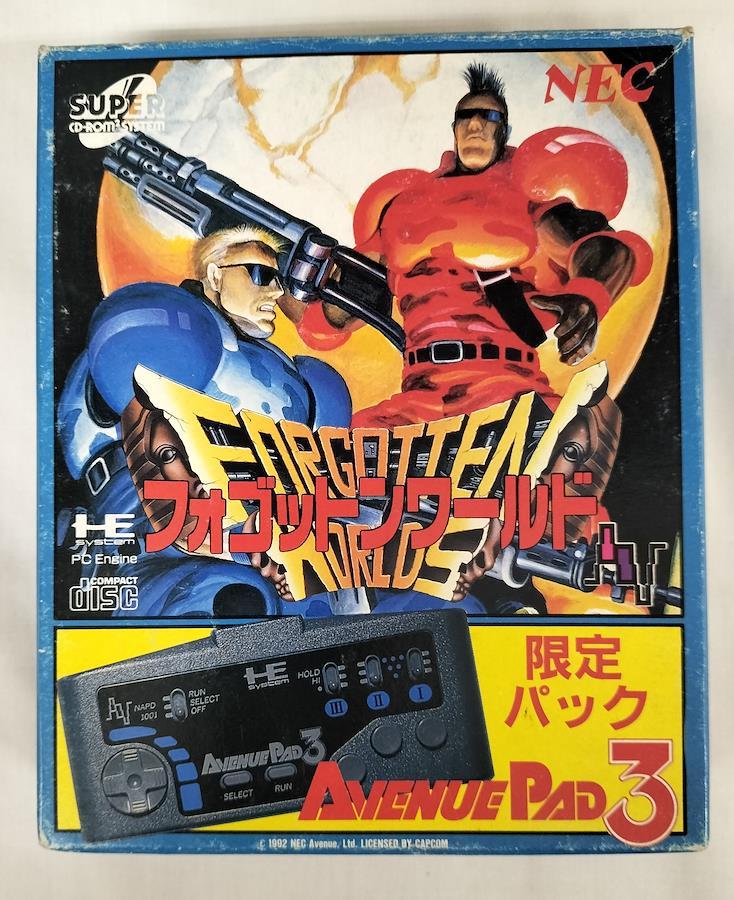 SUPER
CD-ROM² SYSTEM
NEC
FORGOTTEN
フォゴットンワールド
WORLDS
HE
SYSTEM
PC Engine
COMPACT
disc
AV
限定
パック
HE
SYSTEM
HOLD
HI
III
II
I
AV
NAPD
1001
RUN
SELECT
OFF
AVENUE PAD 3
SELECT
RUN
AVENUE PAD 3
© 1992 NEC Avenue, Ltd. LICENSED BY CAPCOM